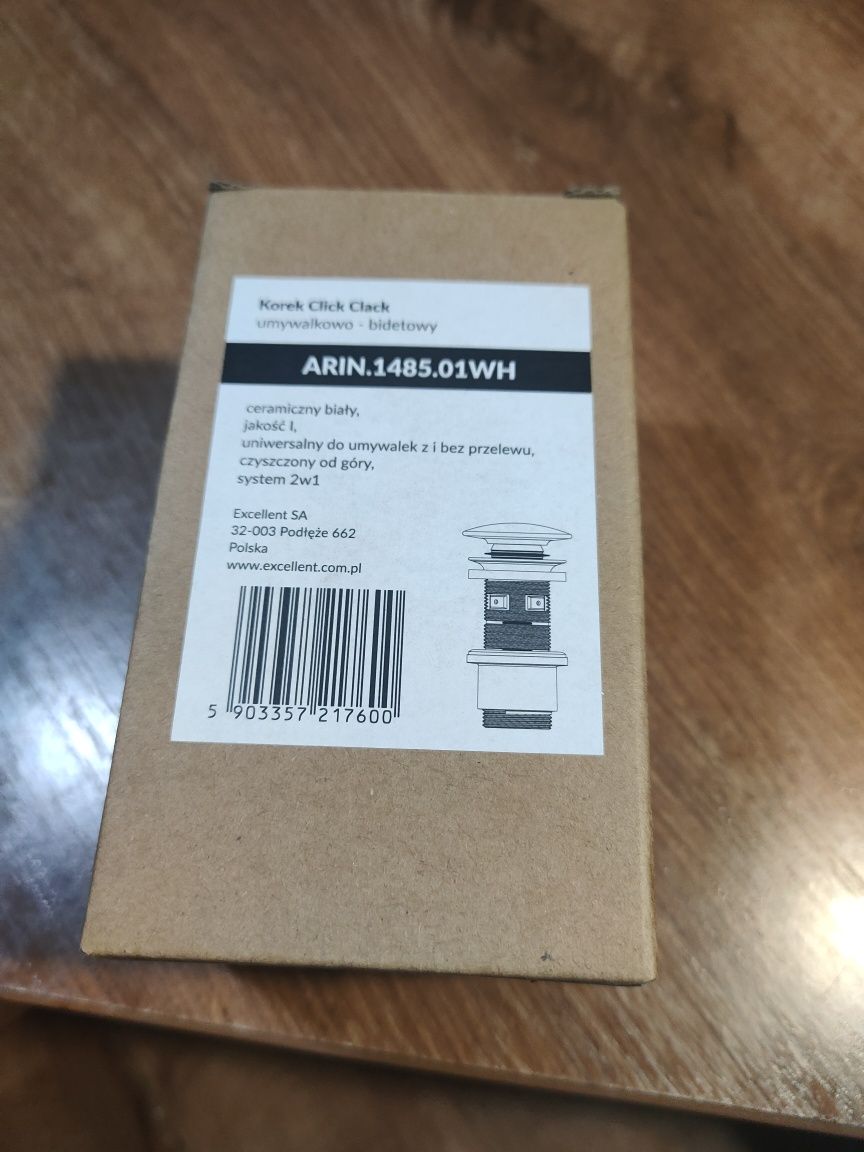 Korek Click Clack
umywalkowo - bidetowy
ARIN.1485.01WH
ceramiczny biały,
jakość I,
uniwersalny do umywalek z i bez przelewu,
czyszczony od góry,
system 2w1
Excellent SA
32-003 Podłęże 662
Polska
www.excellent.com.pl
5 903357 217600